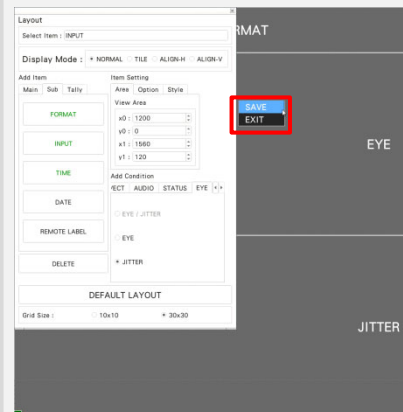 Layout
Select Item : INPUT
Display Mode : NORMAL TILE ALIGN-H ALIGN-V
Add Item
Main Sub Tally
FORMAT
INPUT
TIME
DATE
REMOTE LABEL
DELETE
Item Setting
Area Option Style
View Area
x0 : 1200
y0 : 0
x1 : 1560
y1 : 120
Add Condition
AUDIO STATUS EYE
EYE / JITTER
EYE
JITTER
DEFAULT LAYOUT
Grid Size : 10x10 30x30
RMAT
SAVE
EXIT
EYE
JITTER